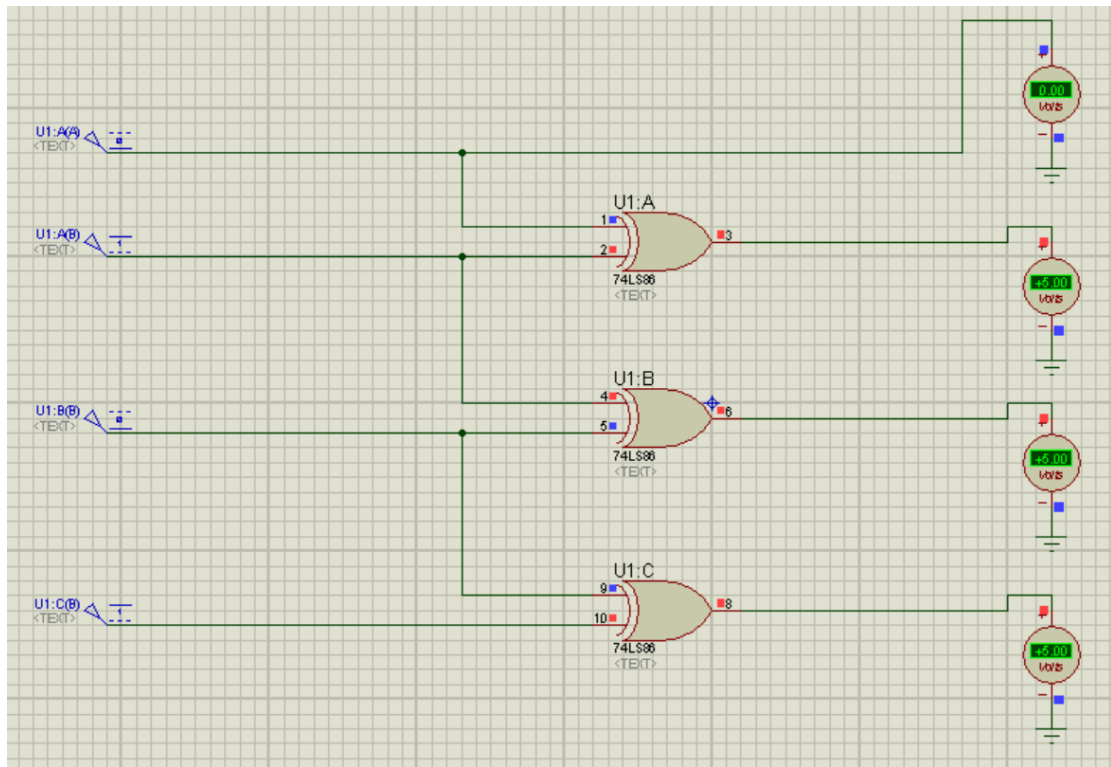 0.00
Volts
U1:A(A)
<TEXT>
U1:A
1
2
3
74LS86
<TEXT>
U1:A(B)
<TEXT>
+5.00
Volts
U1:B
4
5
6
74LS86
<TEXT>
U1:B(B)
<TEXT>
+5.00
Volts
U1:C
9
10
8
74LS86
<TEXT>
U1:C(B)
<TEXT>
+5.00
Volts